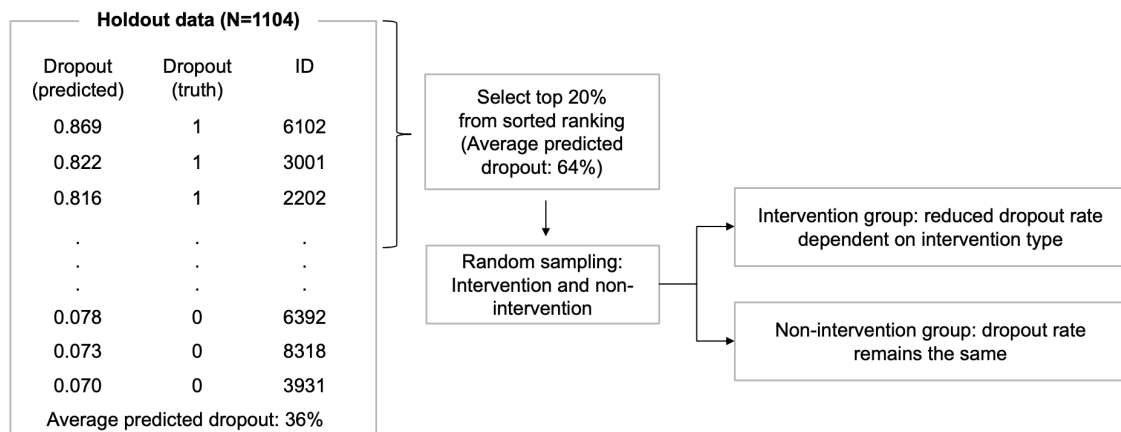 Holdout data (N=1104)
Dropout (predicted) Dropout (truth) ID
0.869 1 6102
0.822 1 3001
0.816 1 2202
. . .
. . .
. . .
0.078 0 6392
0.073 0 8318
0.070 0 3931
Average predicted dropout: 36%
Select top 20%
from sorted ranking
(Average predicted
dropout: 64%)
Random sampling:
Intervention and non-
intervention
Intervention group: reduced dropout rate
dependent on intervention type
Non-intervention group: dropout rate
remains the same